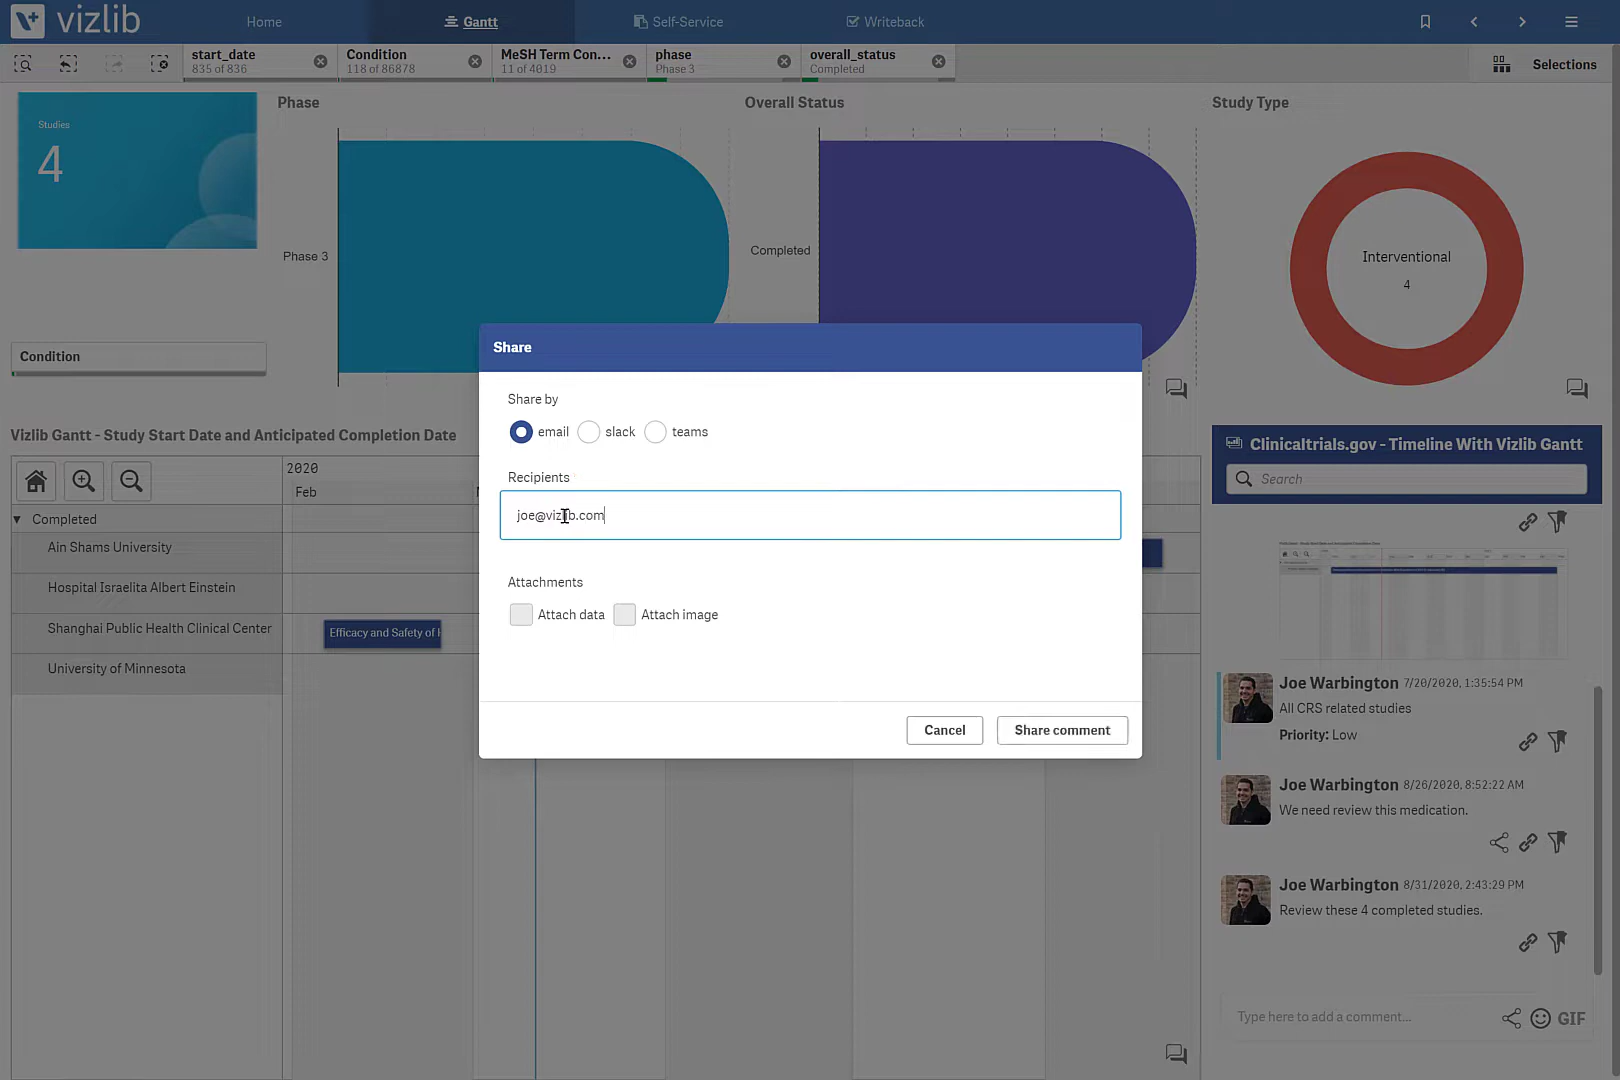 vizlib
Home
Gantt
Self-Service
Writeback
start_date
835 of 836
Condition
118 of 86878
MeSH Term Con...
11 of 4019
phase
Phase 3
overall_status
Completed
Selections
Studies
4
Phase
Phase 3
Overall Status
Completed
Study Type
Interventional
4
Condition
Share
Share by
email
slack
teams
Recipients
joe@vizlib.com
Attachments
Attach data
Attach image
Cancel
Share comment
Vizlib Gantt - Study Start Date and Anticipated Completion Date
2020
Feb
Completed
Ain Shams University
Hospital Israelita Albert Einstein
Shanghai Public Health Clinical Center
Efficacy and Safety of
University of Minnesota
Clinicaltrials.gov - Timeline With Vizlib Gantt
Search
Joe Warbington 7/20/2020, 1:35:54 PM
All CRS related studies
Priority: Low
Joe Warbington 8/26/2020, 8:52:22 AM
We need review this medication.
Joe Warbington 8/31/2020, 2:43:29 PM
Review these 4 completed studies.
Type here to add a comment...
GIF